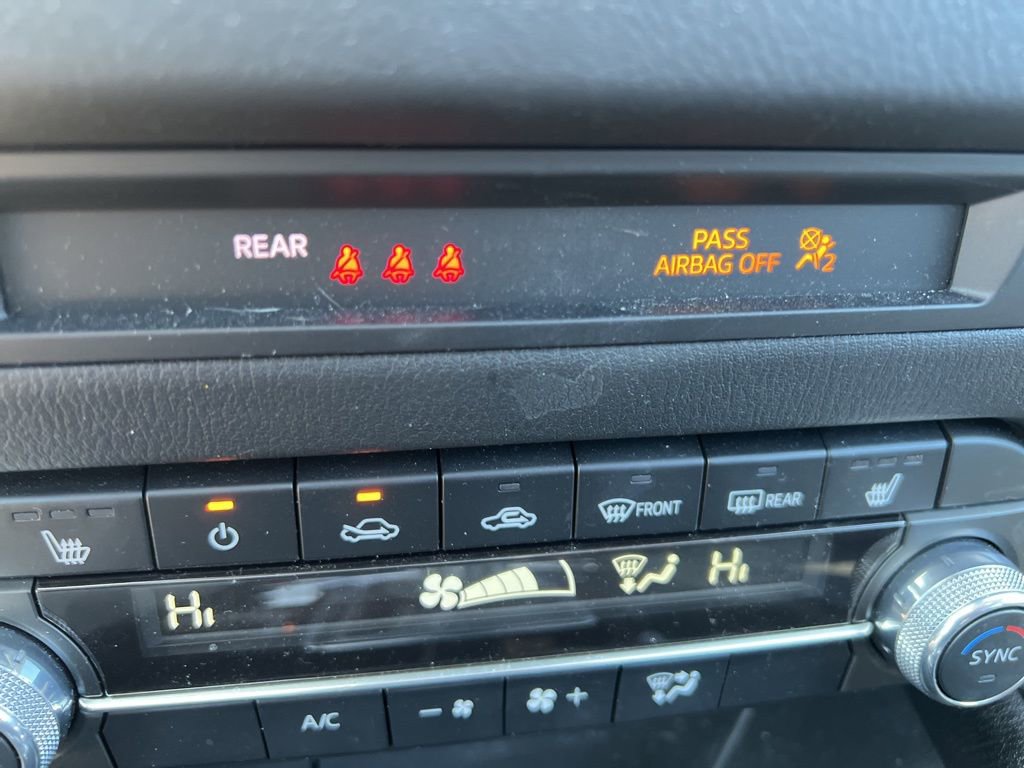 REAR
PASS
AIRBAG OFF
2
FRONT
REAR
Hi
Hi
SYNC
A/C
- +